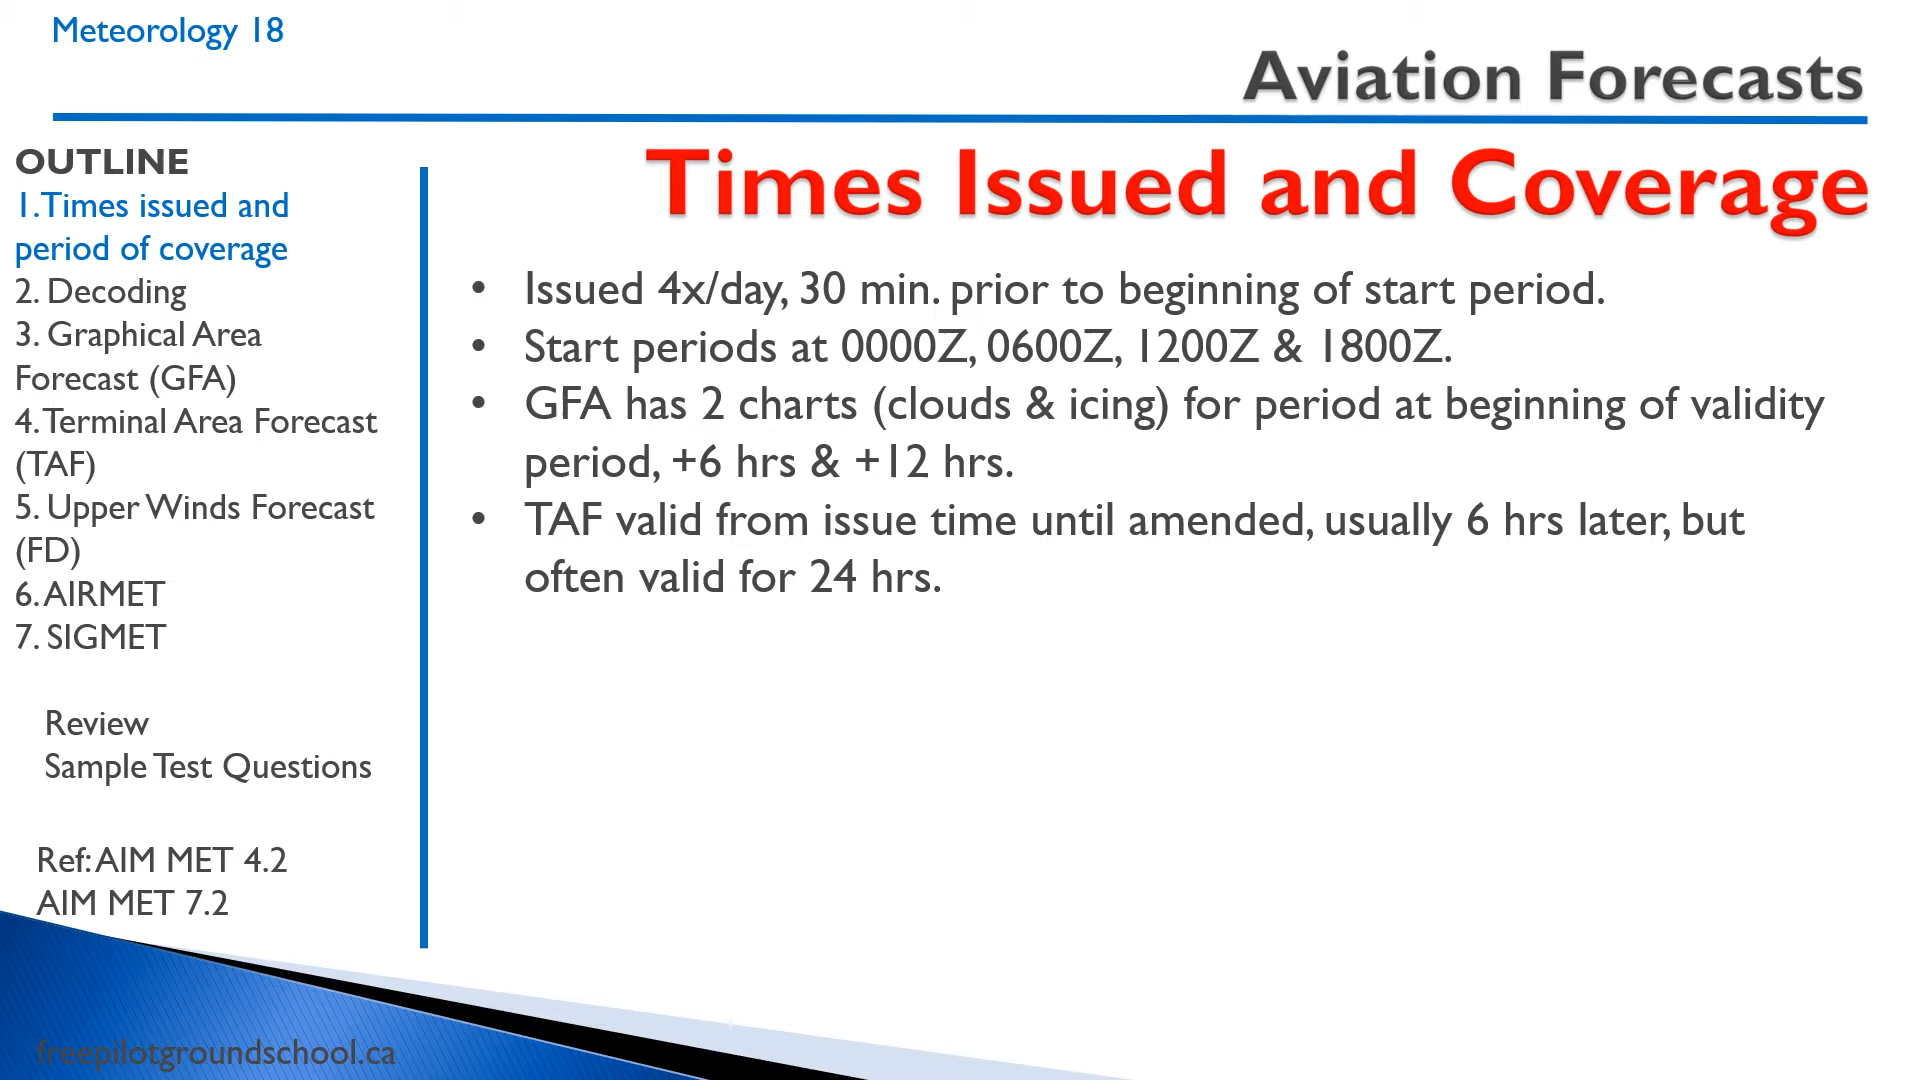 Meteorology 18
Aviation Forecasts
OUTLINE
1. Times issued and
period of coverage
2. Decoding
3. Graphical Area
Forecast (GFA)
4. Terminal Area Forecast
(TAF)
5. Upper Winds Forecast
(FD)
6. AIRMET
7. SIGMET
Review
Sample Test Questions
Ref: AIM MET 4.2
AIM MET 7.2
Times Issued and Coverage
• Issued 4x/day, 30 min. prior to beginning of start period.
• Start periods at 0000Z, 0600Z, 1200Z & 1800Z.
• GFA has 2 charts (clouds & icing) for period at beginning of validity
period, +6 hrs & +12 hrs.
• TAF valid from issue time until amended, usually 6 hrs later, but
often valid for 24 hrs.
freepilotgroundschool.ca